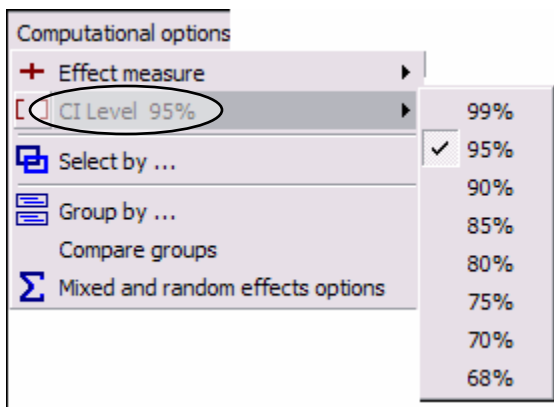 Computational options
Effect measure
CI Level 95%
Select by ...
Group by ...
Compare groups
Mixed and random effects options
99%
95%
90%
85%
80%
75%
70%
68%